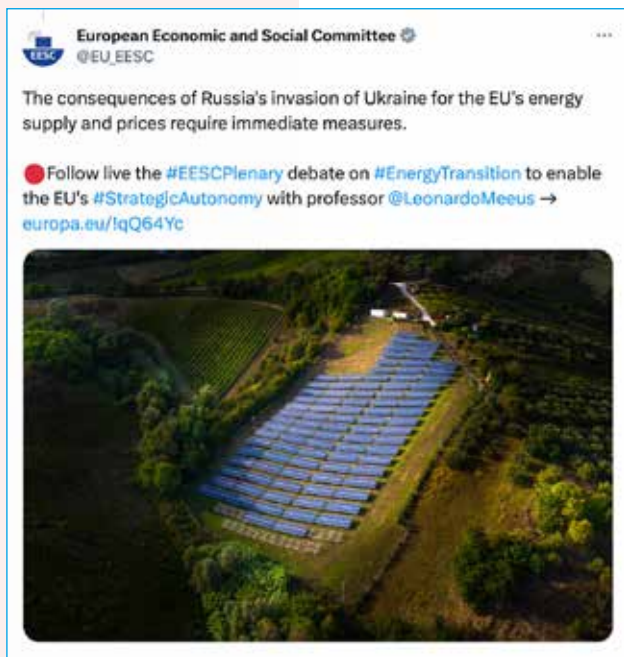 European Economic and Social Committee
EESC
@EU_EESC
The consequences of Russia's invasion of Ukraine for the EU's energy
supply and prices require immediate measures.
🔴Follow live the #EESCPlenary debate on #EnergyTransition to enable
the EU's #StrategicAutonomy with professor @LeonardoMeeus →
europa.eu/!qQ64Yc